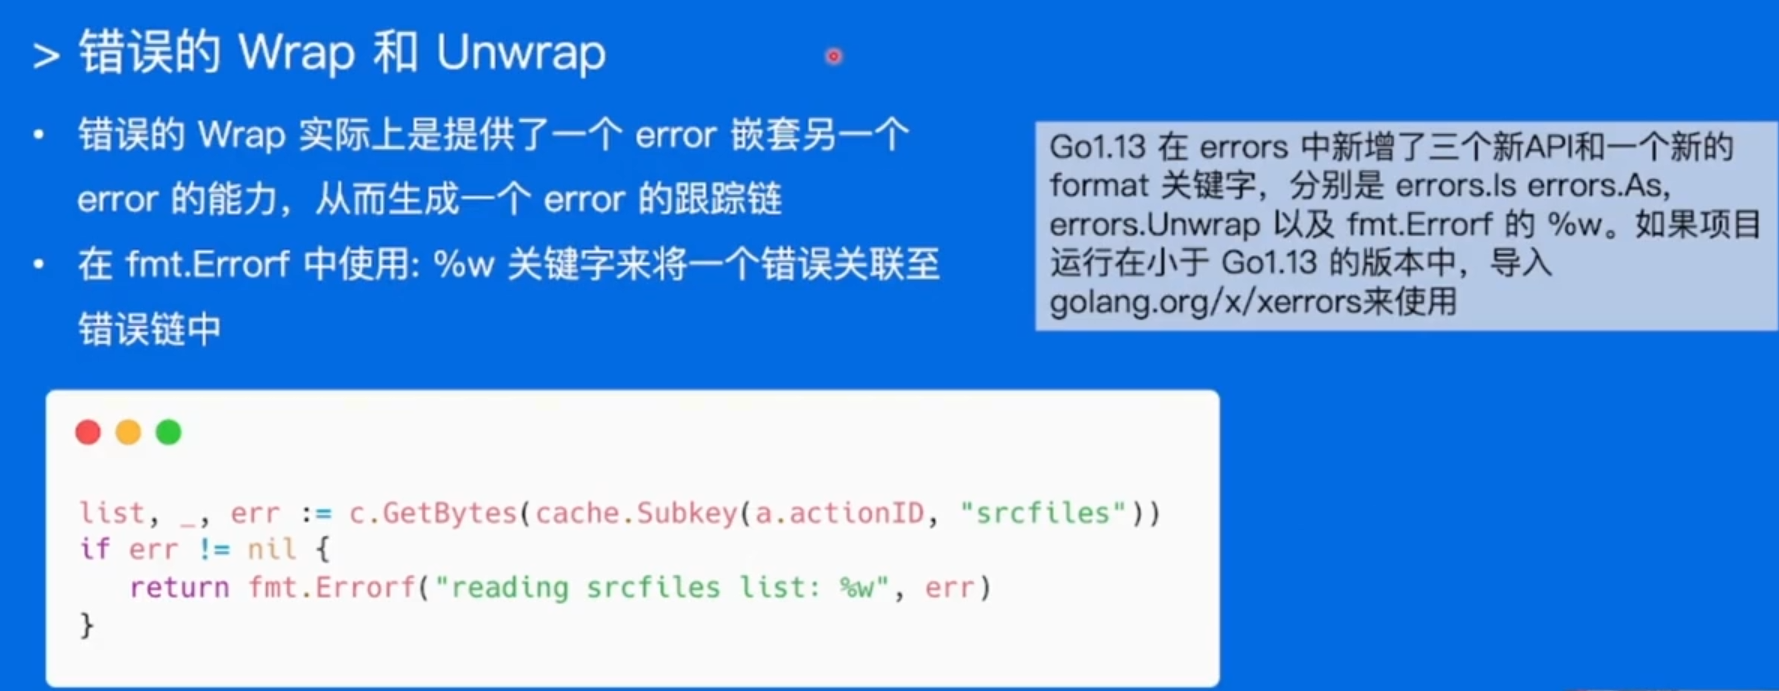 > 错误的 Wrap 和 Unwrap
• 错误的 Wrap 实际上是提供了一个 error 嵌套另一个
error 的能力，从而生成一个 error 的跟踪链
• 在 fmt.Errorf 中使用: %w 关键字来将一个错误关联至
错误链中
Go1.13 在 errors 中新增了三个新API和一个新的
format 关键字，分别是 errors.Is errors.As,
errors.Unwrap 以及 fmt.Errorf 的 %w。如果项目
运行在小于 Go1.13 的版本中，导入
golang.org/x/xerrors来使用
list, _, err := c.GetBytes(cache.Subkey(a.actionID, "srcfiles"))
if err != nil {
   return fmt.Errorf("reading srcfiles list: %w", err)
}